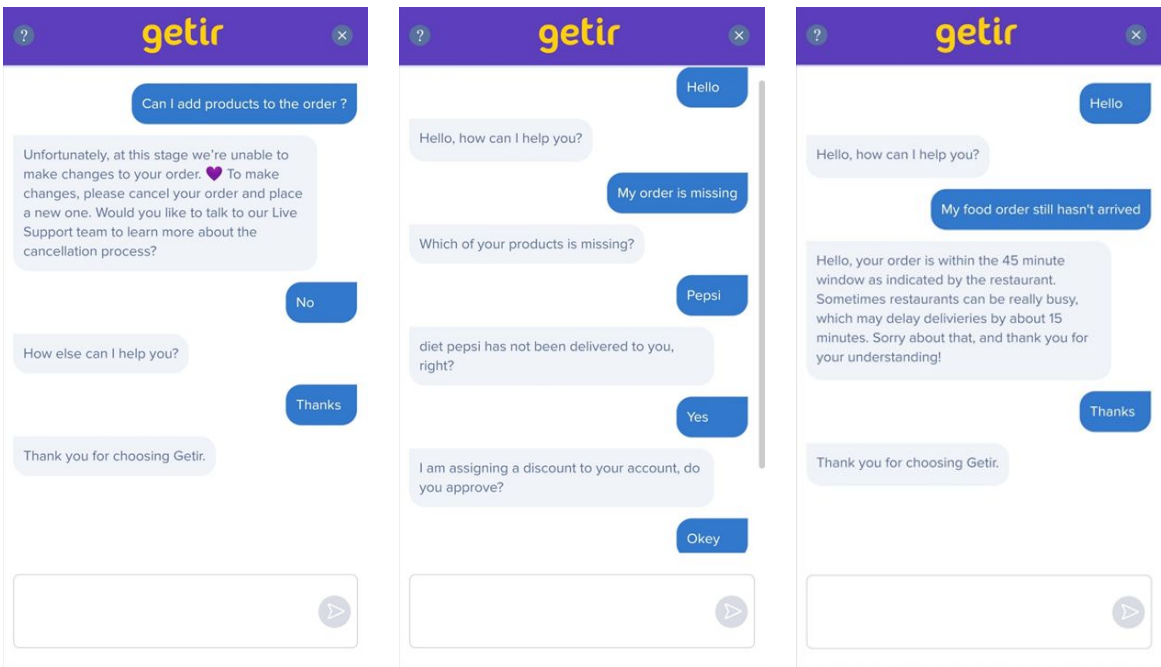 ?
getir
×
Can I add products to the order ?
Unfortunately, at this stage we're unable to
make changes to your order. 💜 To make
changes, please cancel your order and place
a new one. Would you like to talk to our Live
Support team to learn more about the
cancellation process?
No
How else can I help you?
Thanks
Thank you for choosing Getir.
?
getir
×
Hello
Hello, how can I help you?
My order is missing
Which of your products is missing?
Pepsi
diet pepsi has not been delivered to you,
right?
Yes
I am assigning a discount to your account, do
you approve?
Okey
?
getir
×
Hello
Hello, how can I help you?
My food order still hasn't arrived
Hello, your order is within the 45 minute
window as indicated by the restaurant.
Sometimes restaurants can be really busy,
which may delay delivieries by about 15
minutes. Sorry about that, and thank you for
your understanding!
Thanks
Thank you for choosing Getir.